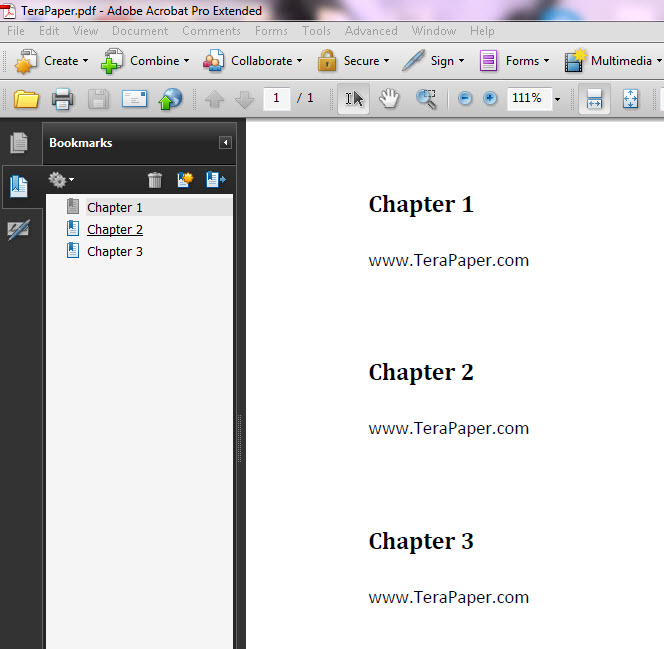 TeraPaper.pdf - Adobe Acrobat Pro Extended
File Edit View Document Comments Forms Tools Advanced Window Help
Create Combine Collaborate Secure Sign Forms Multimedia
1 / 1 111%
Bookmarks
Chapter 1
Chapter 2
Chapter 3
Chapter 1
www.TeraPaper.com
Chapter 2
www.TeraPaper.com
Chapter 3
www.TeraPaper.com